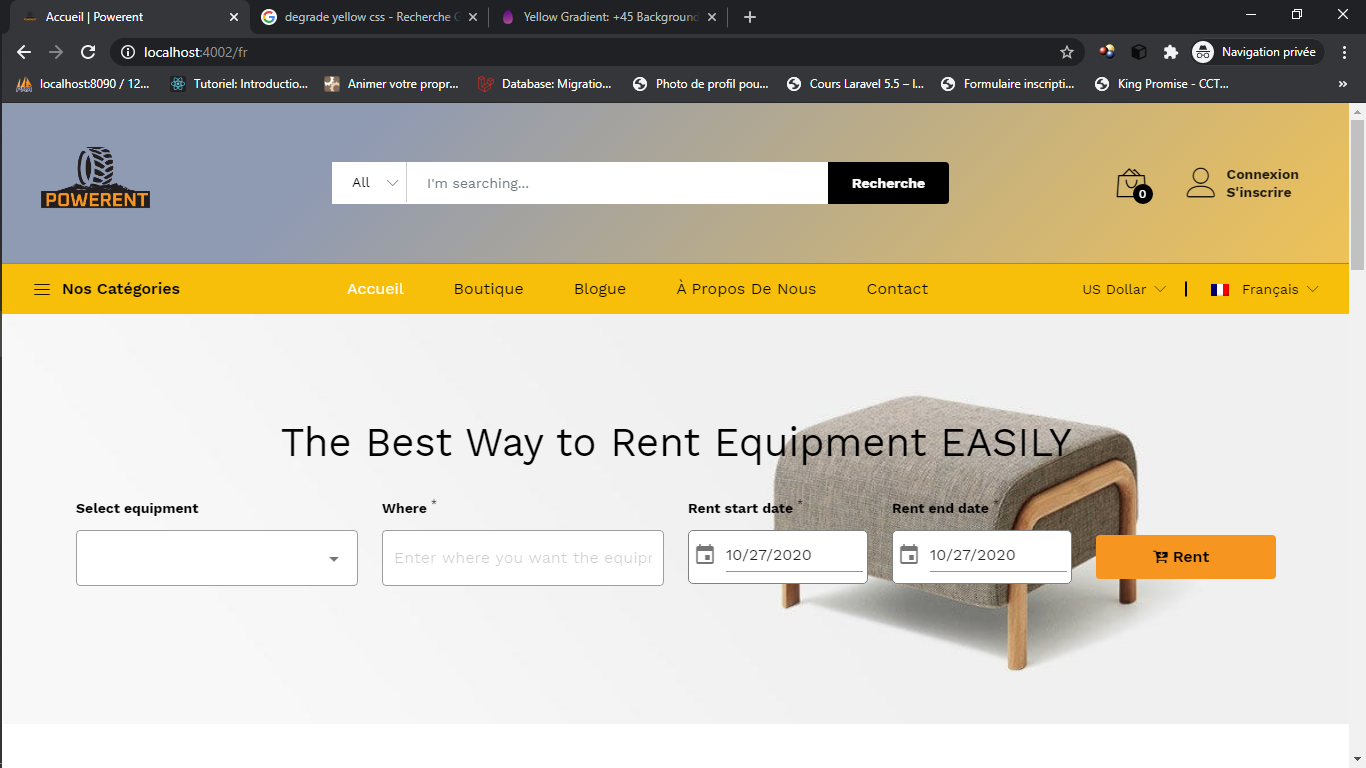 Accueil | Powerent
degrade yellow css - Recherche G
Yellow Gradient: +45 Background
localhost:4002/fr
Navigation privée
localhost:8090 / 12...
Tutoriel: Introductio...
Animer votre propr...
Database: Migratio...
Photo de profil pou...
Cours Laravel 5.5 – l...
Formulaire inscripti...
King Promise - CCT...
POWERENT
All
I'm searching...
Recherche
0
Connexion
S'inscrire
Nos Catégories
Accueil
Boutique
Blogue
À Propos De Nous
Contact
US Dollar
Français
The Best Way to Rent Equipment EASILY
Select equipment
Where *
Rent start date *
Rent end date *
Enter where you want the equipr
10/27/2020
10/27/2020
Rent